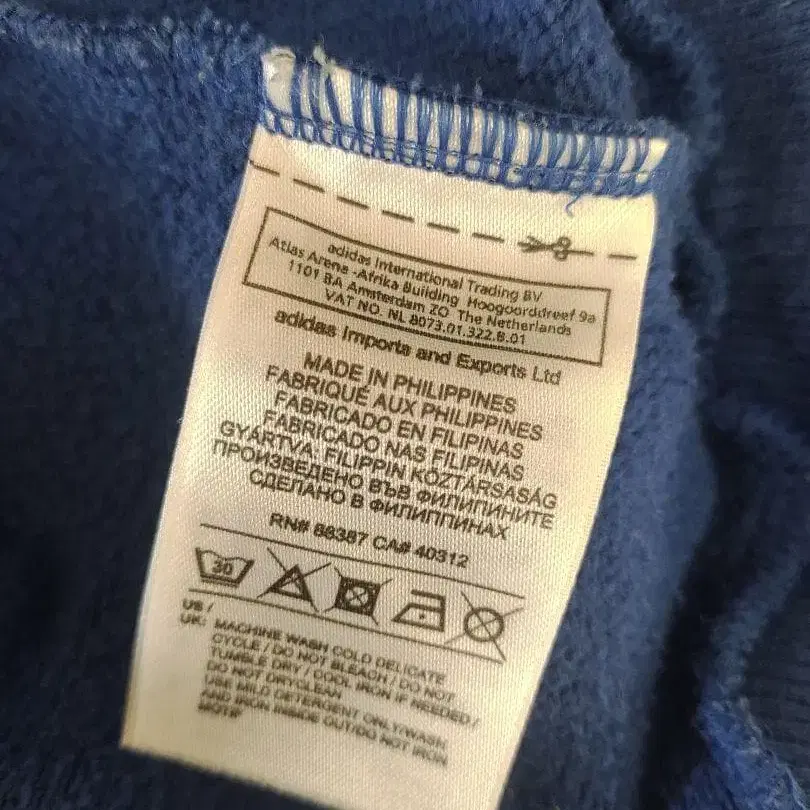 adidas International Trading BV
Atlas Arena -Afrika Building Hoogoorddreef 9a
1101 BA Amsterdam ZO The Netherlands
VAT NO. NL 8073.01.322.B.01
adidas Imports and Exports Ltd
MADE IN PHILIPPINES
FABRIQUÉ AUX PHILIPPINES
FABRICADO EN FILIPINAS
FABRICADO NAS FILIPINAS
GYÁRTVA: FILIPPIN KÖZTÁRSASÁG
ПРОИЗВЕДЕНО ВЪВ ФИЛИПИНИТЕ
СДЕЛАНО В ФИЛИППИНАХ
RN# 88387 CA# 40312
30
US /
UK: MACHINE WASH COLD DELICATE
CYCLE / DO NOT BLEACH / DO NOT
TUMBLE DRY / COOL IRON IF NEEDED /
DO NOT DRYCLEAN
USE MILD DETERGENT ONLY/WASH
AND IRON INSIDE OUT/DO NOT IRON
MOTIF